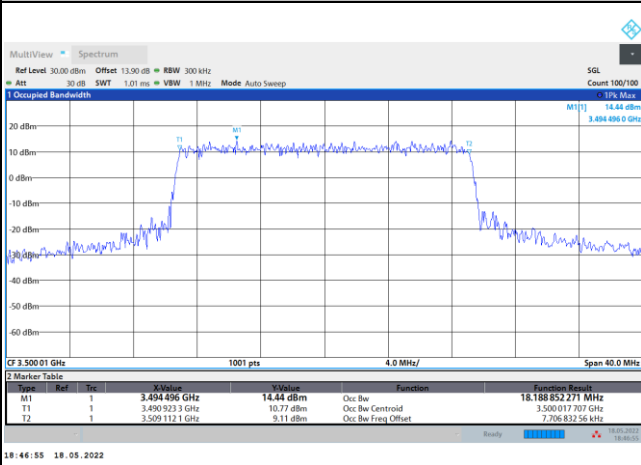 MultiView Spectrum
Ref Level 30.00 dBm Offset 13.90 dB RBW 300 kHz SGL
Att 30 dB SWT 1.01 ms VBW 1 MHz Mode Auto Sweep Count 100/100
1 Occupied Bandwidth 1Pk Max
M1[1] 14.44 dBm
3.494 496 0 GHz
20 dBm
M1
T1 T2
10 dBm
0 dBm
-10 dBm
-20 dBm
-30 dBm
-40 dBm
-50 dBm
-60 dBm
CF 3.500 01 GHz 1001 pts 4.0 MHz/ Span 40.0 MHz
2 Marker Table
Type Ref Trc X-Value Y-Value Function Function Result
M1 1 3.494 496 GHz 14.44 dBm Occ Bw 18.188 852 271 MHz
T1 1 3.490 923 3 GHz 10.77 dBm Occ Bw Centroid 3.500 017 707 GHz
T2 1 3.509 112 1 GHz 9.11 dBm Occ Bw Freq Offset 7.706 832 56 kHz
Ready 18.05.2022
18:46:55
18:46:55 18.05.2022